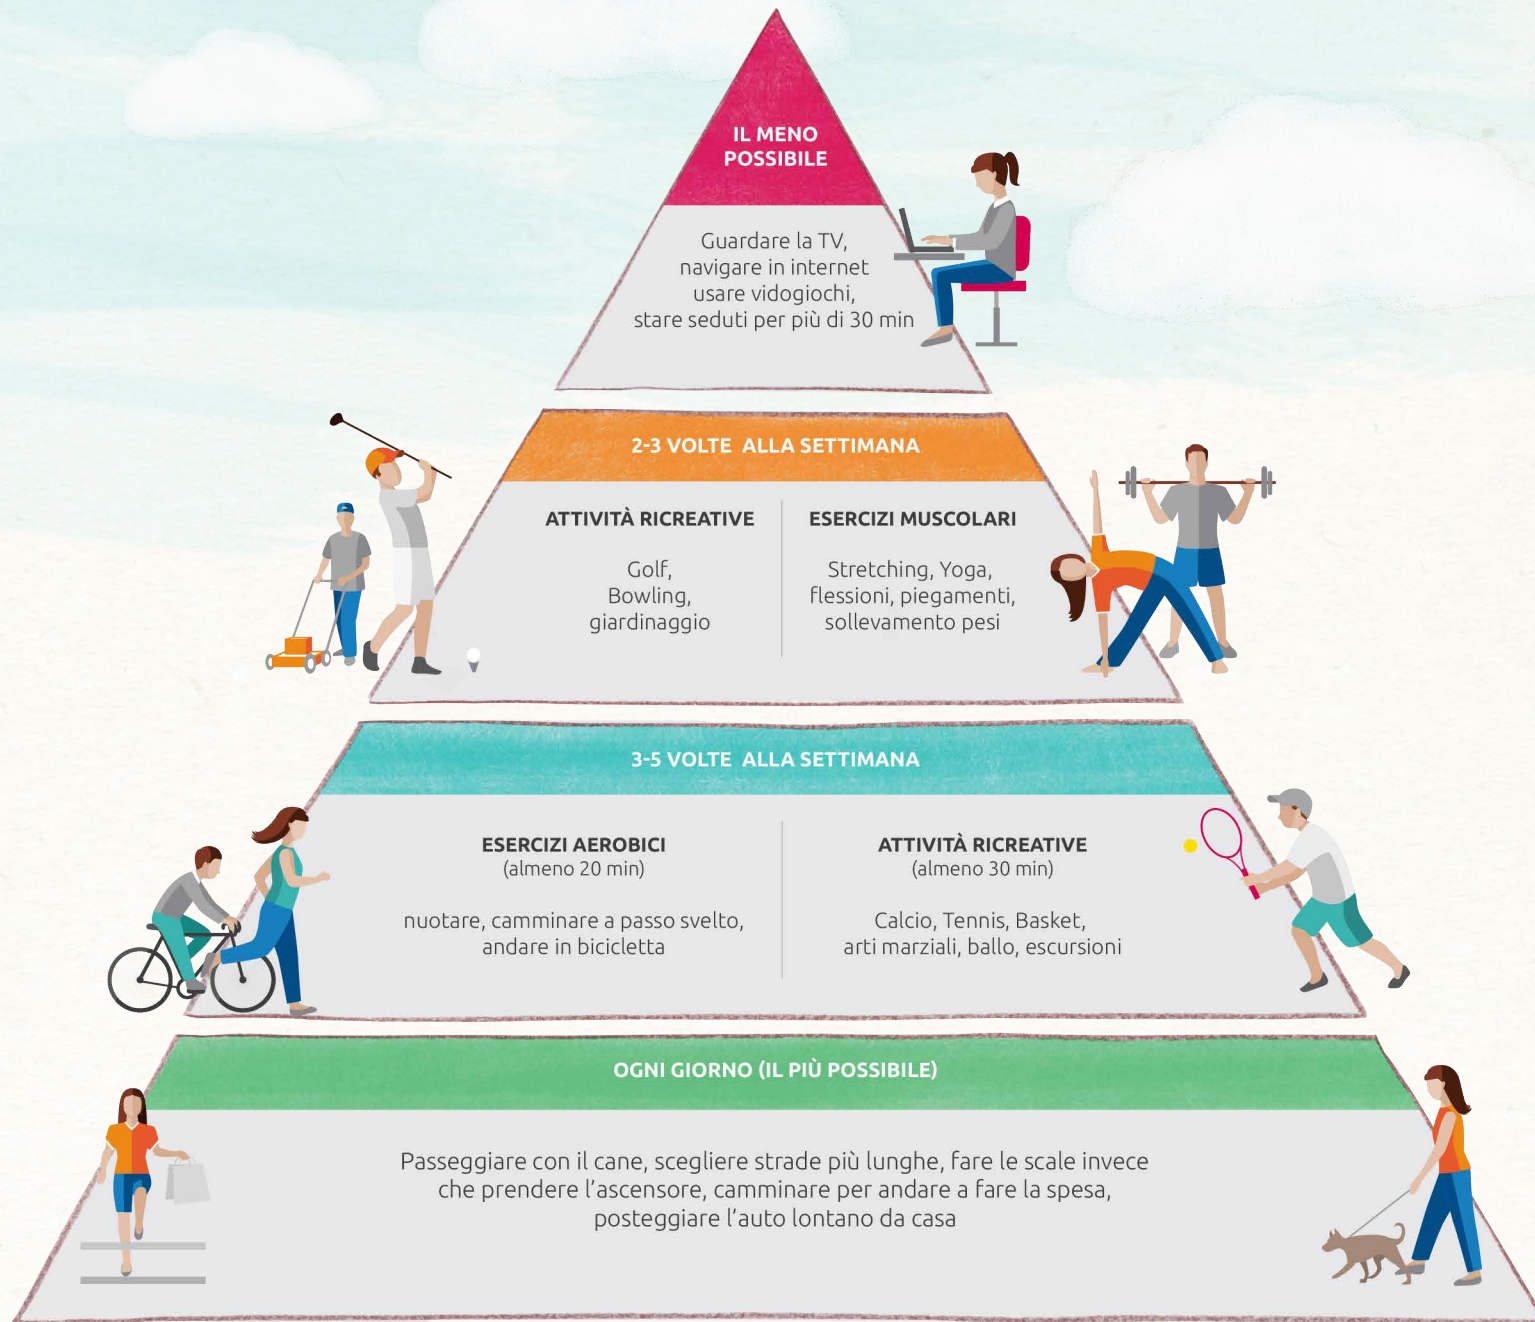 IL MENO
POSSIBILE
Guardare la TV,
navigare in internet
usare vidogiochi,
stare seduti per più di 30 min
2-3 VOLTE ALLA SETTIMANA
ATTIVITÀ RICREATIVE
Golf,
Bowling,
giardinaggio
ESERCIZI MUSCOLARI
Stretching, Yoga,
flessioni, piegamenti,
sollevamento pesi
3-5 VOLTE ALLA SETTIMANA
ESERCIZI AEROBICI
(almeno 20 min)
nuotare, camminare a passo svelto,
andare in bicicletta
ATTIVITÀ RICREATIVE
(almeno 30 min)
Calcio, Tennis, Basket,
arti marziali, ballo, escursioni
OGNI GIORNO (IL PIÙ POSSIBILE)
Passeggiare con il cane, scegliere strade più lunghe, fare le scale invece
che prendere l'ascensore, camminare per andare a fare la spesa,
posteggiare l'auto lontano da casa